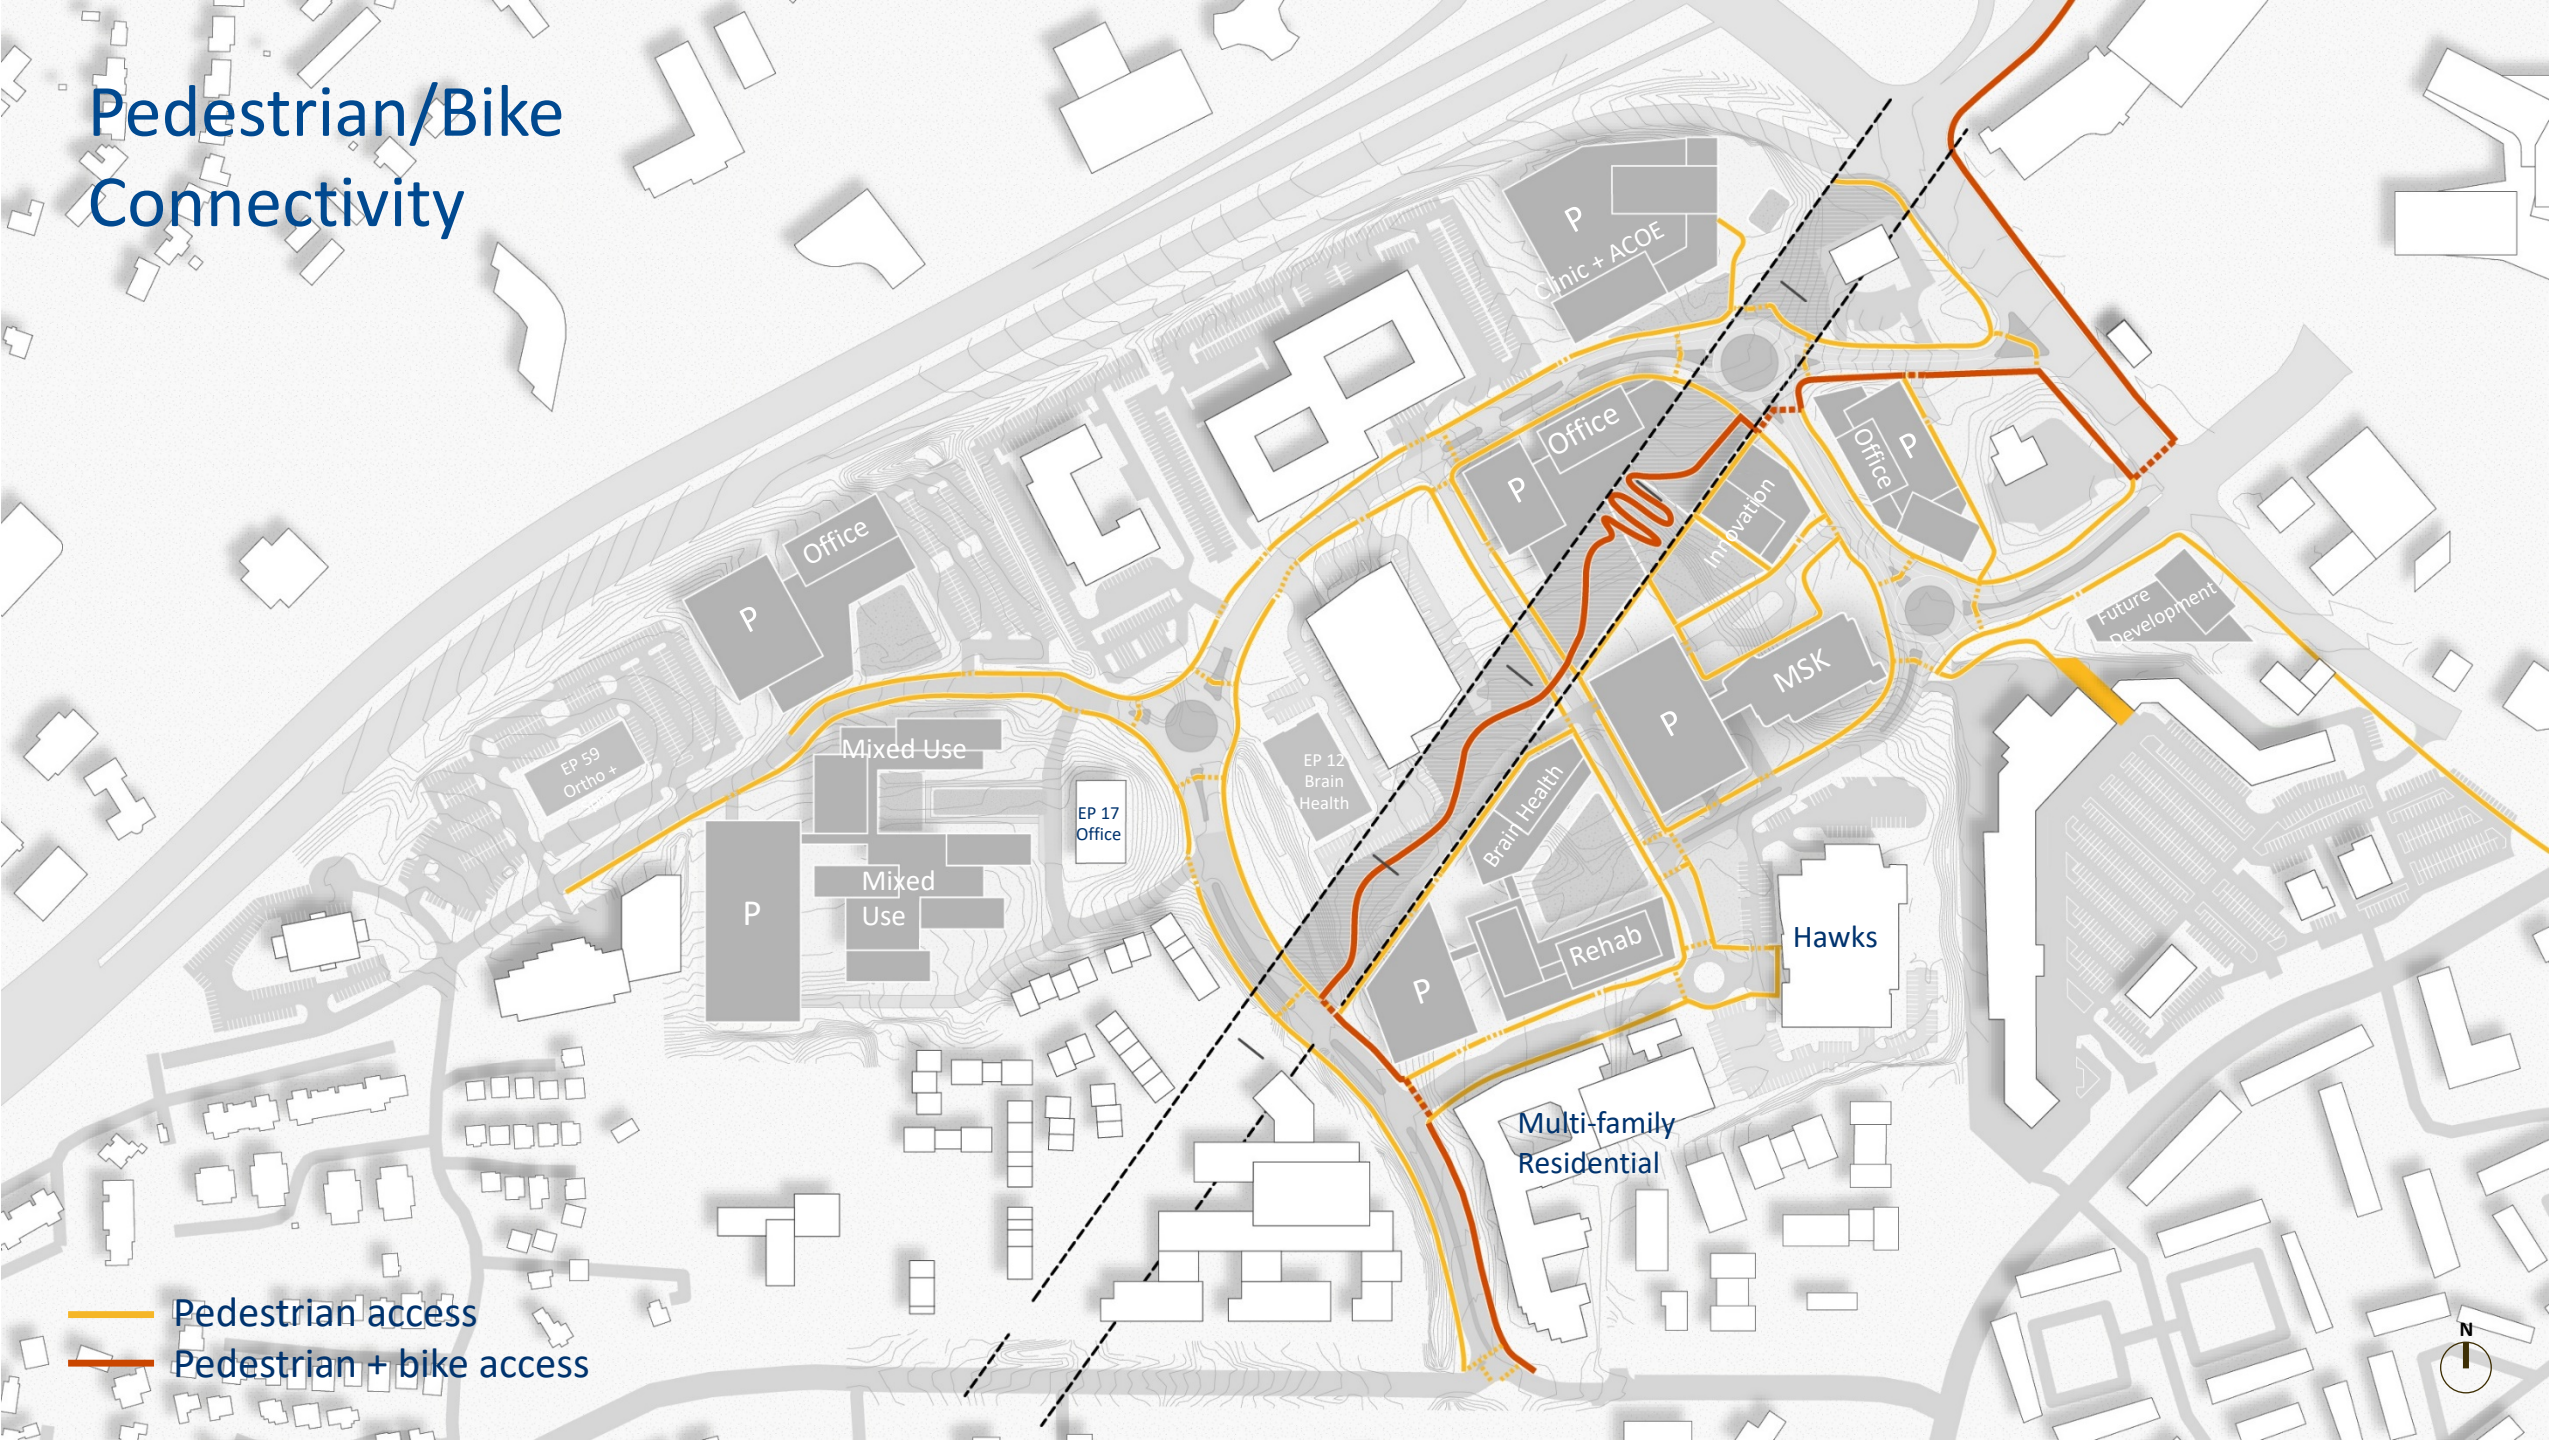 Pedestrian/Bike
Connectivity
P
Clinic + ACOE
Office
P
Office
P
Innovation
Office
P
P
MSK
P
Future
Development
EP 59
Ortho +
Mixed Use
EP 12
Brain
Health
EP 17
Office
Brain Health
P
Mixed
Use
Hawks
Rehab
P
Multi-family
Residential
Pedestrian access
Pedestrian + bike access
N